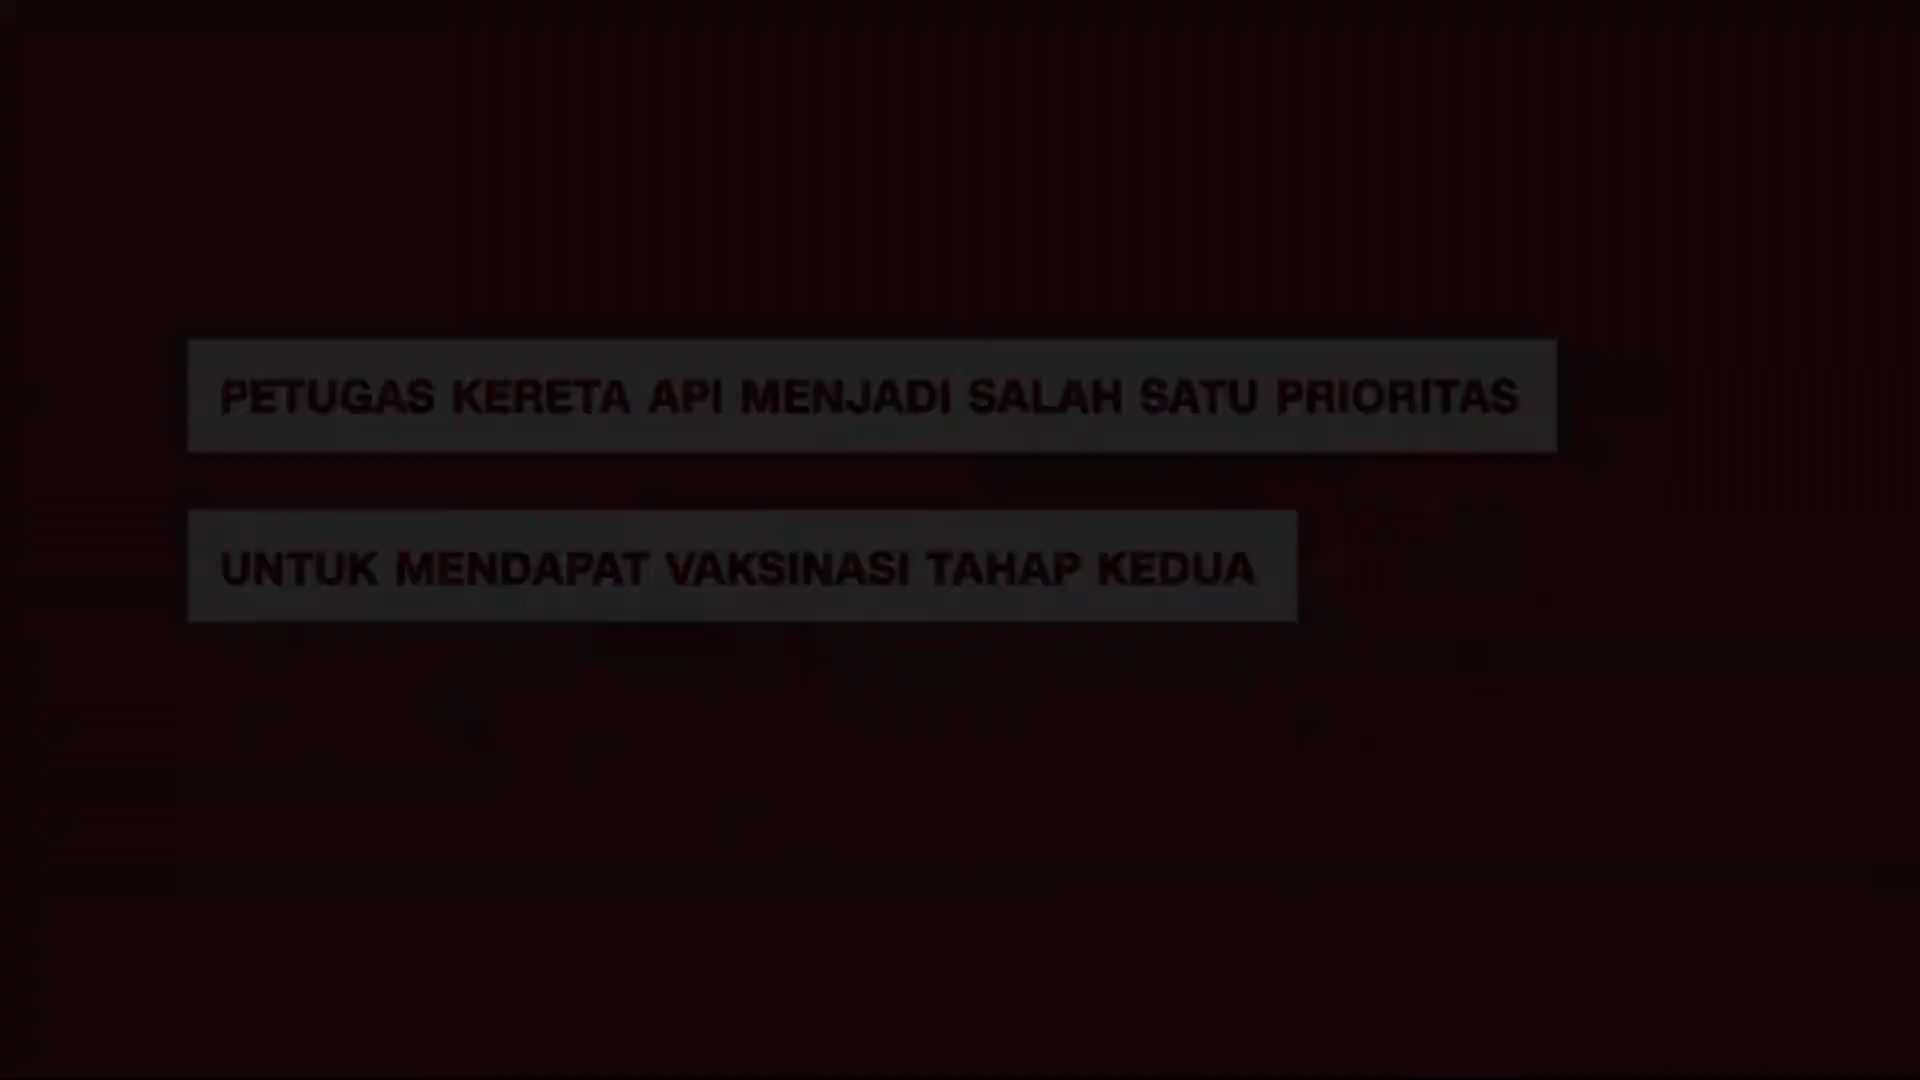 PETUGAS KERETA API MENJADI SALAH SATU PRIORITAS
UNTUK MENDAPAT VAKSINASI TAHAP KEDUA